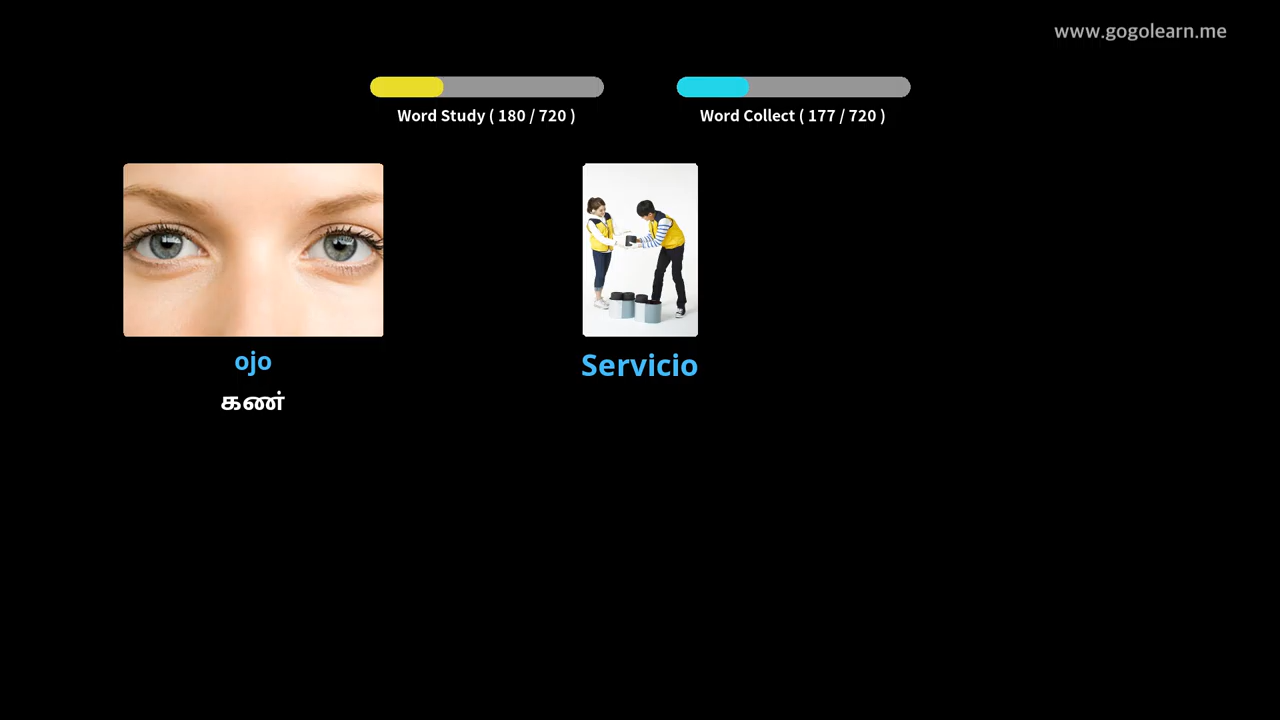 www.gogolearn.me
Word Study ( 180 / 720 )
Word Collect ( 177 / 720 )
ojo
கண்
Servicio